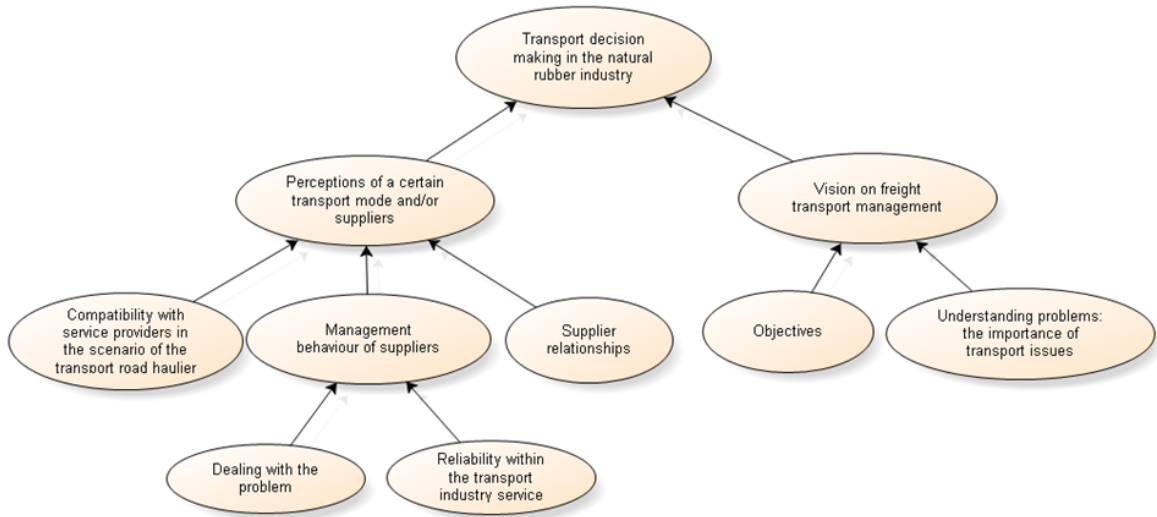 Transport decision
making in the natural
rubber industry
Perceptions of a certain
transport mode and/or
suppliers
Vision on freight
transport management
Compatibility with
service providers in
the scenario of the
transport road haulier
Management
behaviour of suppliers
Supplier
relationships
Objectives
Understanding problems:
the importance of
transport issues
Dealing with the
problem
Reliability within
the transport
industry service